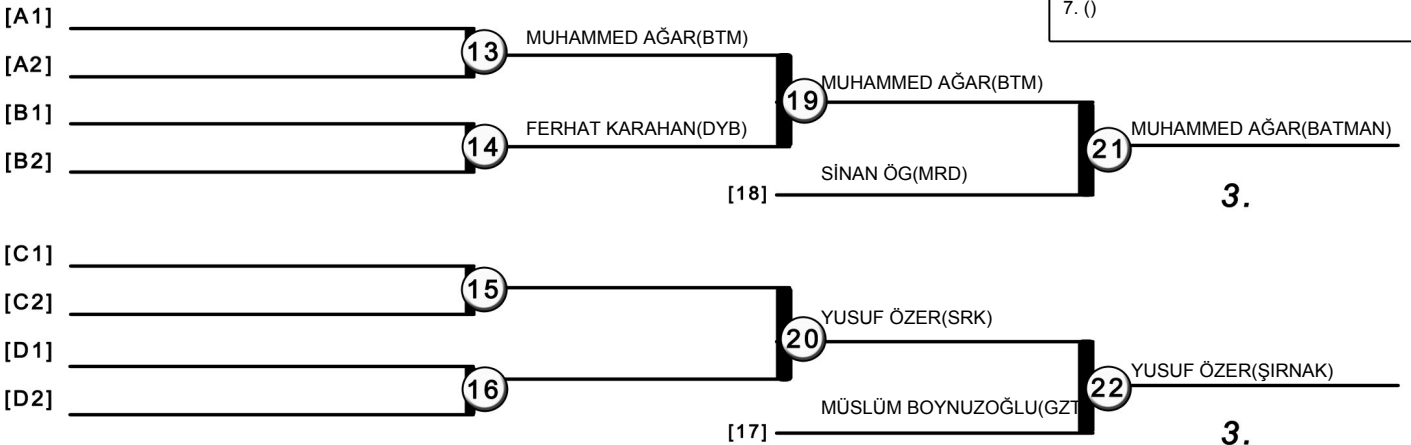 7. ()
[A1]
[A2]
13
MUHAMMED AĞAR(BTM)
[B1]
[B2]
14
FERHAT KARAHAN(DYB)
19
MUHAMMED AĞAR(BTM)
[18]
SİNAN ÖG(MRD)
21
MUHAMMED AĞAR(BATMAN)
3.
[C1]
[C2]
15
[D1]
[D2]
16
20
YUSUF ÖZER(SRK)
[17]
MÜSLÜM BOYNUZOĞLU(GZT
22
YUSUF ÖZER(ŞIRNAK)
3.